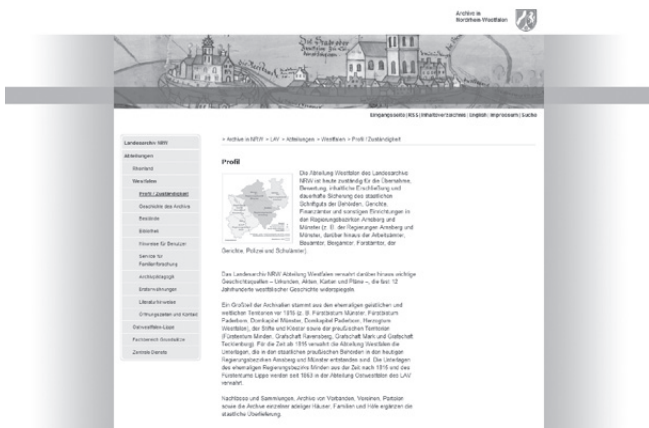 Archive in
Nordrhein-Westfalen
Eingangsseite | RSS | Inhaltsverzeichnis | English | Impressum | Suche
Landesarchiv NRW
Abteilungen
Rheinland
Westfalen
Profil / Zuständigkeit
Geschichte des Archivs
Bestände
Bibliothek
Hinweise für Benutzer
Service für
Familienforschung
Archivpädagogik
Literaturhinweise
Öffnungszeiten und Kontakt
Ostwestfalen-Lippe
Fachbereich Grundsätze
Zentrale Dienste
» Archive in NRW » LAV » Abteilungen » Westfalen » Profil / Zuständigkeit
Profil
Die Abteilung Westfalen des Landesarchivs
NRW ist heute zuständig für die Übernahme,
Bewertung, inhaltliche Erschließung und
dauerhafte Sicherung des staatlichen
Schriftguts der Behörden, Gerichte,
Finanzämter und sonstigen Einrichtungen in
den Regierungsbezirken Arnsberg und
Münster (z. B. der Regierungen Arnsberg und
Münster, darüber hinaus der Arbeitsämter,
Bauämter, Bergämter, Forstämter, der
Gerichte, Polizei und Schulämter).
Das Landesarchiv NRW Abteilung Westfalen verwahrt darüber hinaus wichtige
Geschichtsquellen – Urkunden, Akten, Karten und Pläne –, die fast 12
Jahrhunderte westfälischer Geschichte widerspiegeln.
Ein Großteil der Archivalien stammt aus den ehemaligen geistlichen und
weltlichen Territorien vor 1815 (z. B. Fürstbistum Münster, Fürstbistum
Paderborn, Domkapitel Münster, Domkapitel Paderborn, Herzogtum
Westfalen), der Stifte und Klöster sowie der preußischen Territorien
(Fürstentum Minden, Grafschaft Ravensberg, Grafschaft Mark und Grafschaft
Tecklenburg). Für die Zeit ab 1815 verwahrt die Abteilung Westfalen die
Unterlagen, die in den staatlichen preußischen Behörden in den heutigen
Regierungsbezirken Arnsberg und Münster entstanden sind. Die Unterlagen
des ehemaligen Regierungsbezirks Minden aus der Zeit nach 1815 und des
Fürstentums Lippe werden seit 1963 in der Abteilung Ostwestfalen des LAV
verwahrt.
Nachlässe und Sammlungen, Archive von Verbänden, Vereinen, Parteien
sowie die Archive einzelner adeliger Häuser, Familien und Höfe ergänzen die
staatliche Überlieferung.